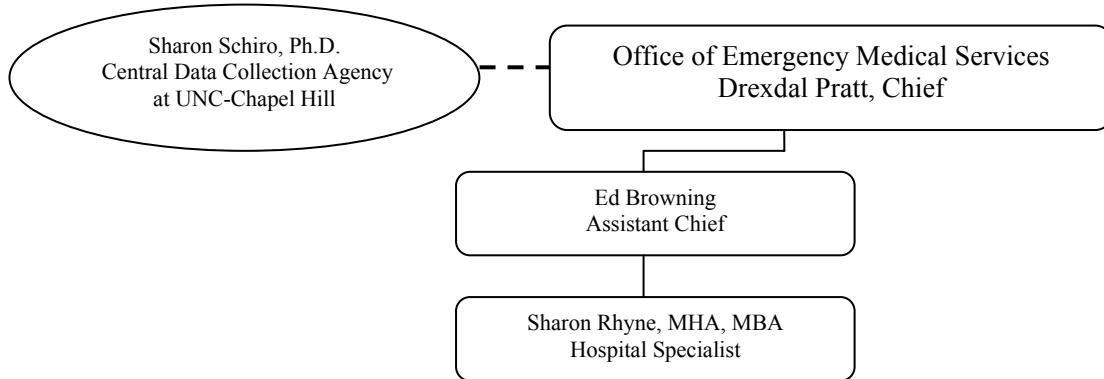 Sharon Schiro, Ph.D.
Central Data Collection Agency
at UNC-Chapel Hill
Office of Emergency Medical Services
Drexdal Pratt, Chief
Ed Browning
Assistant Chief
Sharon Rhyne, MHA, MBA
Hospital Specialist